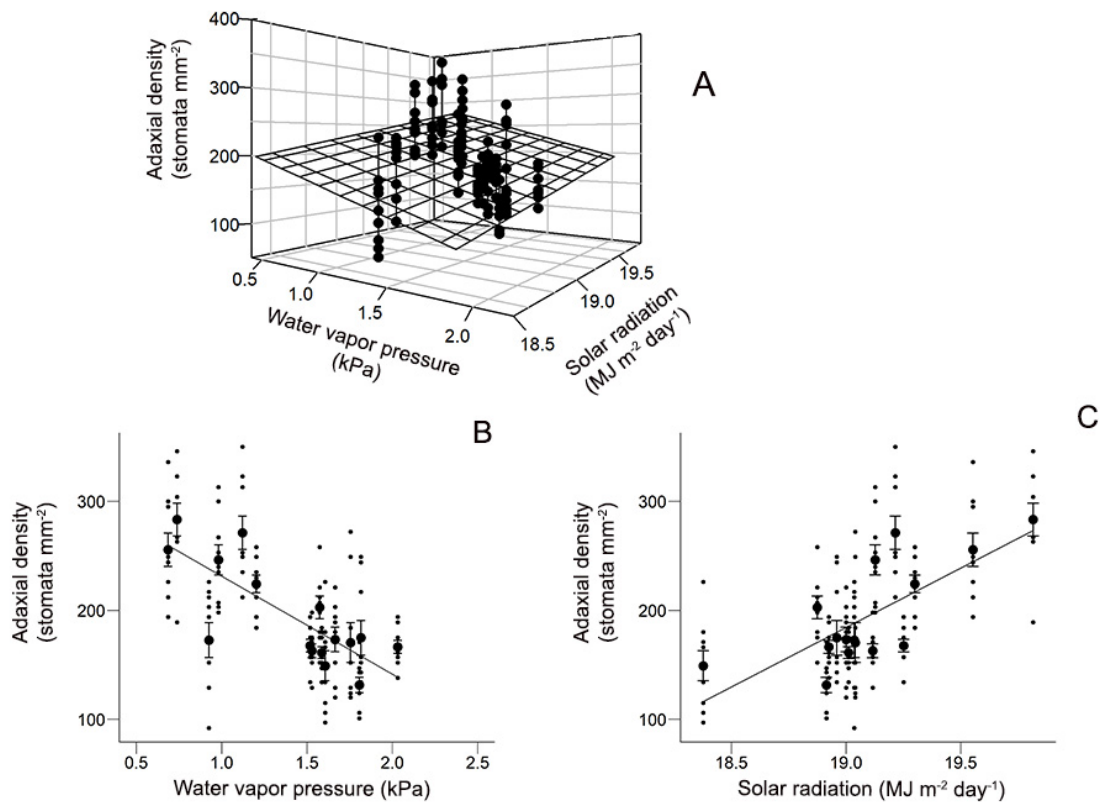 A
Adaxial density
(stomata mm⁻²)
400
300
200
100
0.5
1.0
1.5
2.0
Water vapor pressure
(kPa)
18.5
19.0
19.5
Solar radiation
(MJ m⁻² day⁻¹)
B
Adaxial density
(stomata mm⁻²)
300
200
100
0.5 1.0 1.5 2.0 2.5
Water vapor pressure (kPa)
C
Adaxial density
(stomata mm⁻²)
300
200
100
18.5 19.0 19.5
Solar radiation (MJ m⁻² day⁻¹)